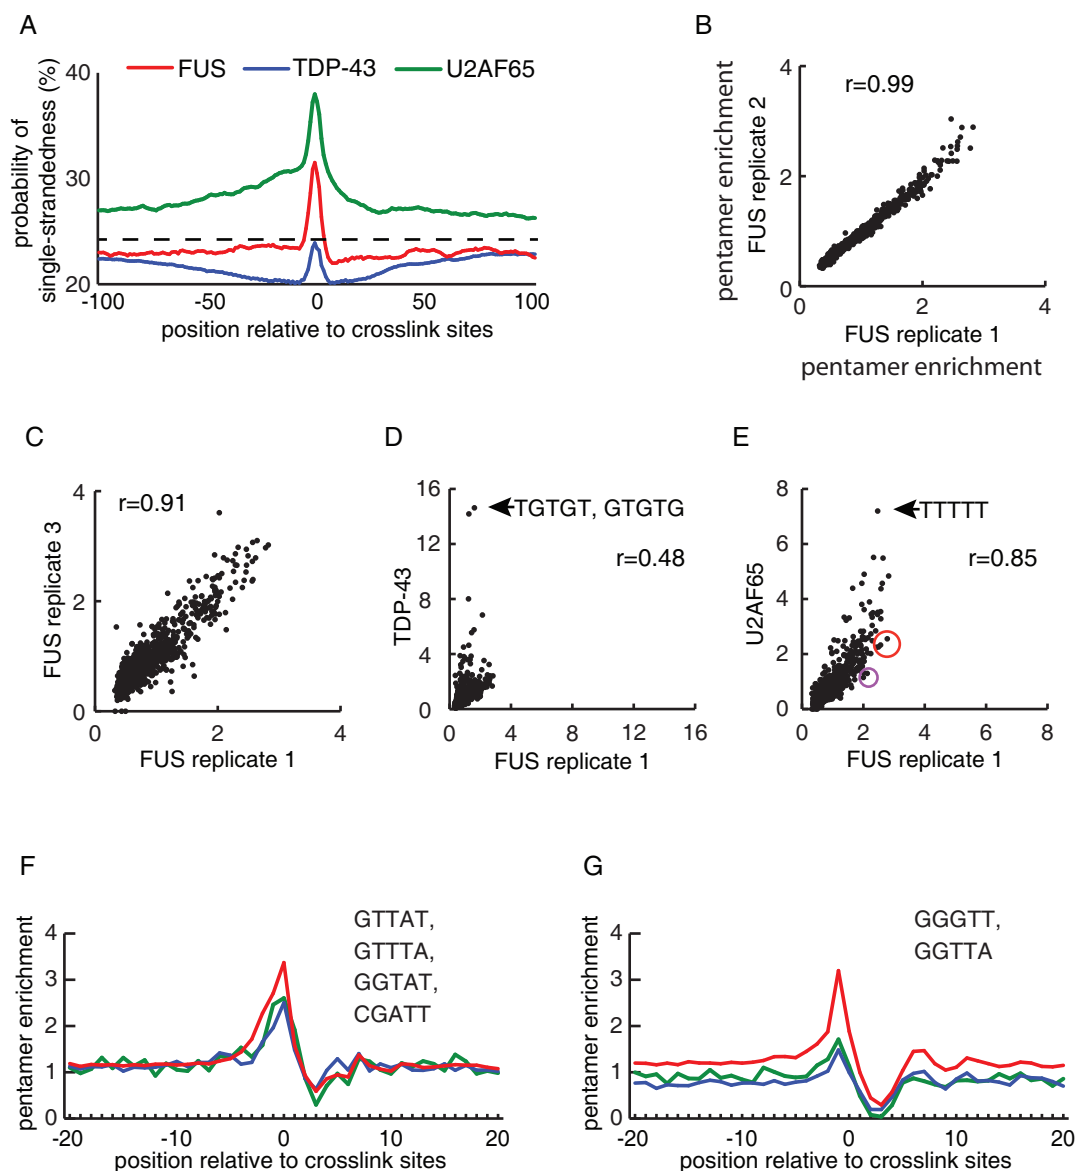 A
FUS TDP-43 U2AF65
probability of
single-strandedness (%)
40
30
20
-100 -50 0 50 100
position relative to crosslink sites
B
r=0.99
pentamer enrichment
FUS replicate 2
4
2
0
0 2 4
FUS replicate 1
pentamer enrichment
C
r=0.91
FUS replicate 3
4
2
0
0 2 4
FUS replicate 1
D
TGTGT, GTGTG
r=0.48
TDP-43
16
12
8
4
0
0 4 8 12 16
FUS replicate 1
E
TTTTT
r=0.85
U2AF65
8
6
4
2
0
0 2 4 6 8
FUS replicate 1
F
GTTAT,
GTTTA,
GGTAT,
CGATT
pentamer enrichment
4
3
2
1
0
-20 -10 0 10 20
position relative to crosslink sites
G
GGGTT,
GGTTA
pentamer enrichment
4
3
2
1
0
-20 -10 0 10 20
position relative to crosslink sites